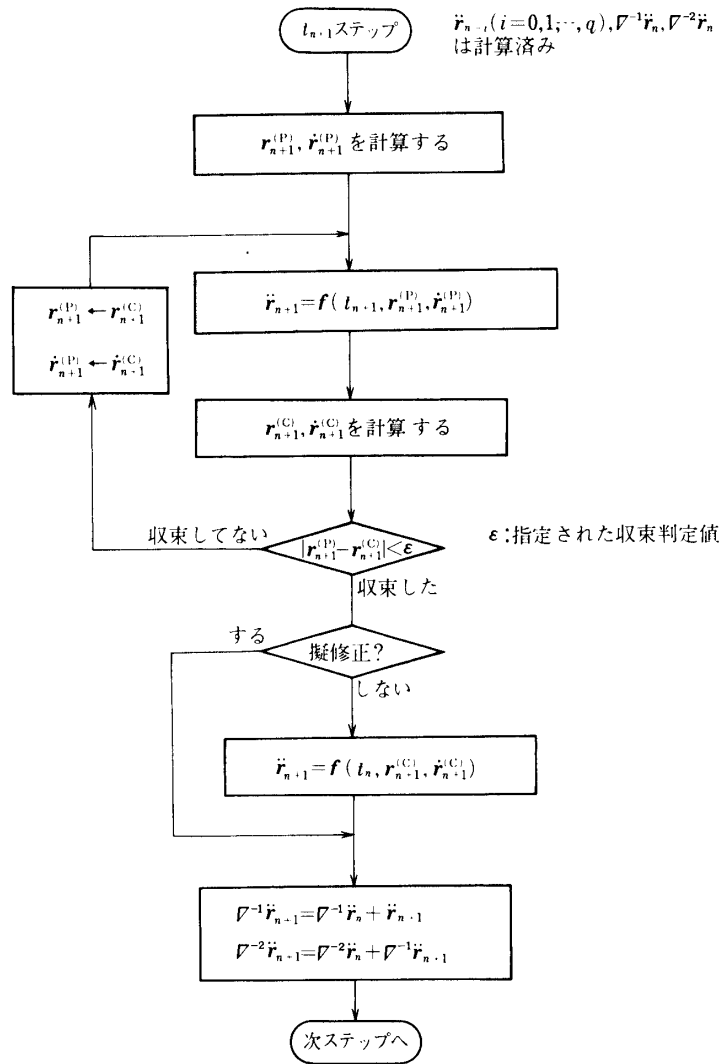 t_{n+1}ステップ
r̈_{n-i}(i=0,1,…,q),∇^{-1}r̈_n,∇^{-2}r̈_n
は計算済み
r_{n+1}^{(P)},ṙ_{n+1}^{(P)}を計算する
r̈_{n+1}=f(t_{n+1},r_{n+1}^{(P)},ṙ_{n+1}^{(P)})
r_{n+1}^{(P)}←r_{n+1}^{(C)}
ṙ_{n+1}^{(P)}←ṙ_{n+1}^{(C)}
r_{n+1}^{(C)},ṙ_{n+1}^{(C)}を計算する
収束してない
|r_{n+1}^{(P)}-r_{n+1}^{(C)}|<ε
ε:指定された収束判定値
収束した
する
擬修正?
しない
r̈_{n+1}=f(t_n,r_{n+1}^{(C)},ṙ_{n+1}^{(C)})
∇^{-1}r̈_{n+1}=∇^{-1}r̈_n+r̈_{n+1}
∇^{-2}r̈_{n+1}=∇^{-2}r̈_n+∇^{-1}r̈_{n+1}
次ステップへ